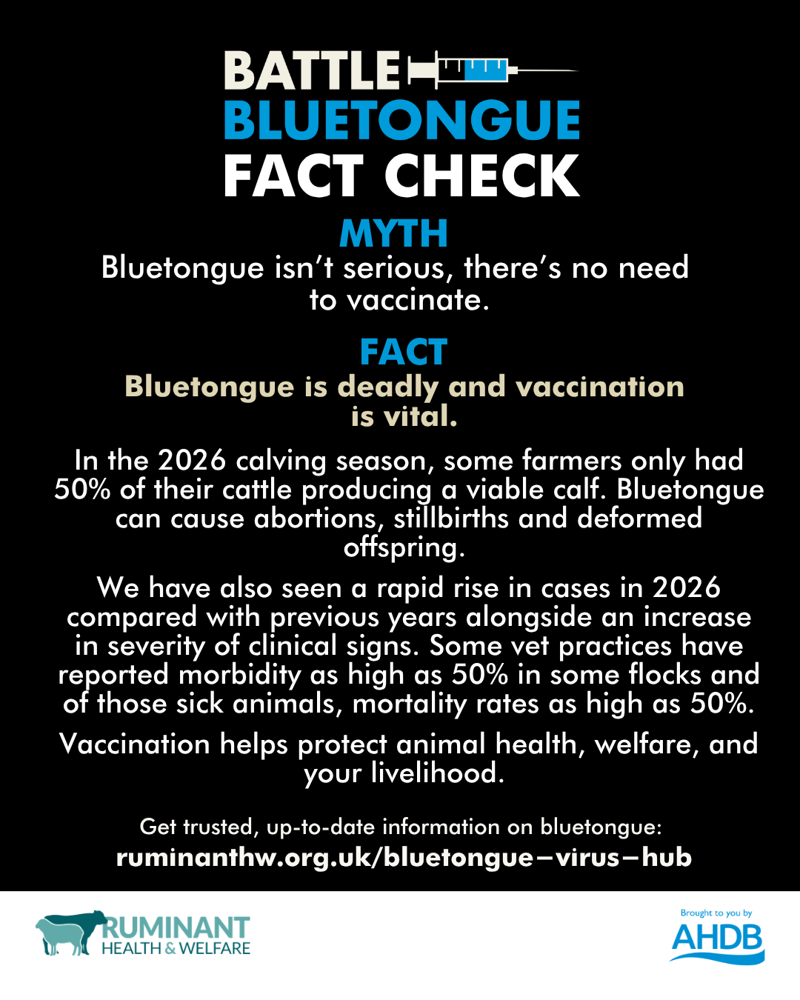 BATTLE
BLUETONGUE
FACT CHECK
MYTH
Bluetongue isn’t serious, there’s no need
to vaccinate.
FACT
Bluetongue is deadly and vaccination
is vital.
In the 2026 calving season, some farmers only had
50% of their cattle producing a viable calf. Bluetongue
can cause abortions, stillbirths and deformed
offspring.
We have also seen a rapid rise in cases in 2026
compared with previous years alongside an increase
in severity of clinical signs. Some vet practices have
reported morbidity as high as 50% in some flocks and
of those sick animals, mortality rates as high as 50%.
Vaccination helps protect animal health, welfare, and
your livelihood.
Get trusted, up-to-date information on bluetongue:
ruminanthw.org.uk/bluetongue–virus–hub
RUMINANT
HEALTH & WELFARE
Brought to you by
AHDB